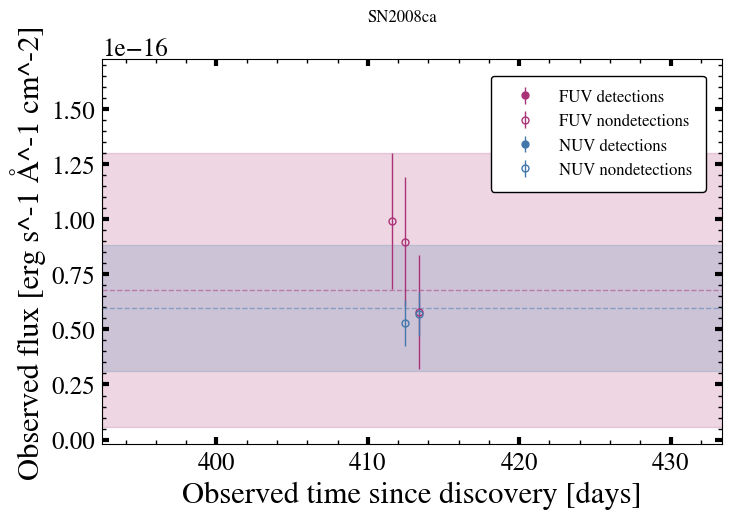 SN2008ca
1e−16
Observed flux [erg s^-1 Å^-1 cm^-2]
1.50
1.25
1.00
0.75
0.50
0.25
0.00
FUV detections
FUV nondetections
NUV detections
NUV nondetections
400 410 420 430
Observed time since discovery [days]